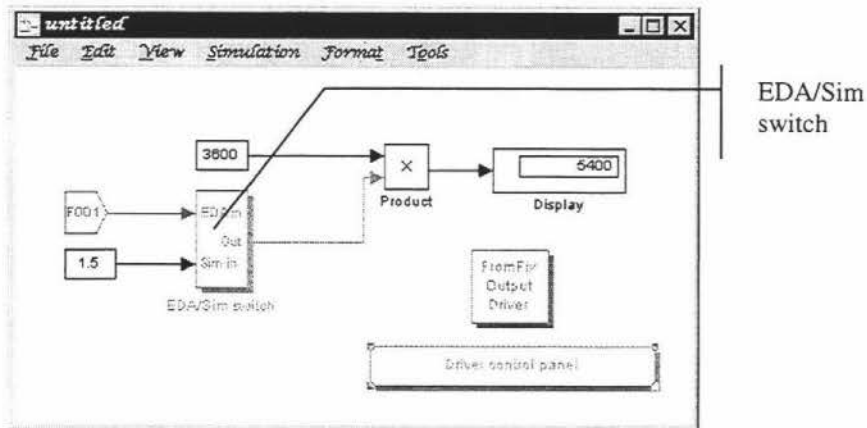 untitled
File Edit View Simulation Format Tools
EDA/Sim
switch
3600
×
5400
Product
Display
F001
EDA in
Out
1.5
Sim in
EDA/Sim switch
FromFix
Output
Driver
Driver control panel